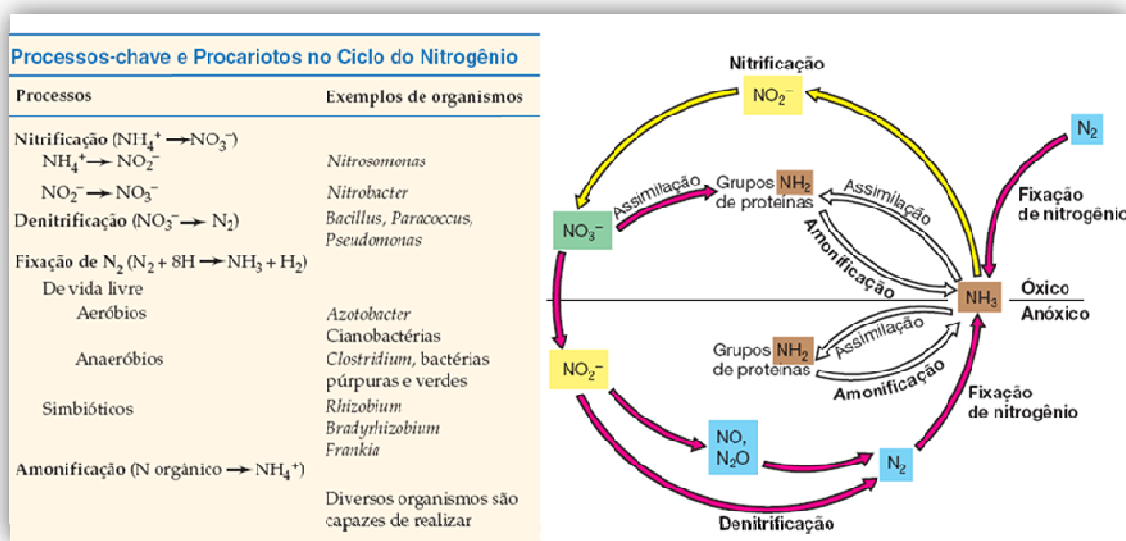 Processos-chave e Procariotos no Ciclo do Nitrogênio
Processos Exemplos de organismos
Nitrificação (NH₄⁺ → NO₃⁻)
NH₄⁺ → NO₂⁻ Nitrosomonas
NO₂⁻ → NO₃⁻ Nitrobacter
Denitrificação (NO₃⁻ → N₂) Bacillus, Paracoccus,
Pseudomonas
Fixação de N₂ (N₂ + 8H → NH₃ + H₂)
De vida livre
Aeróbios Azotobacter
Cianobactérias
Anaeróbios Clostridium, bactérias
púrpuras e verdes
Simbióticos Rhizobium
Bradyrhizobium
Frankia
Amonificação (N orgânico → NH₄⁺)
Diversos organismos são
capazes de realizar
Nitrificação
NO₂⁻
N₂
Assimilação
Grupos NH₂
de proteínas
Assimilação
Fixação
de nitrogênio
NO₃⁻
Amonificação
NH₃
Óxico
Anóxico
Assimilação
Grupos NH₂
de proteínas
Amonificação
NO₂⁻
Fixação
de nitrogênio
NO,
N₂O
N₂
Denitrificação